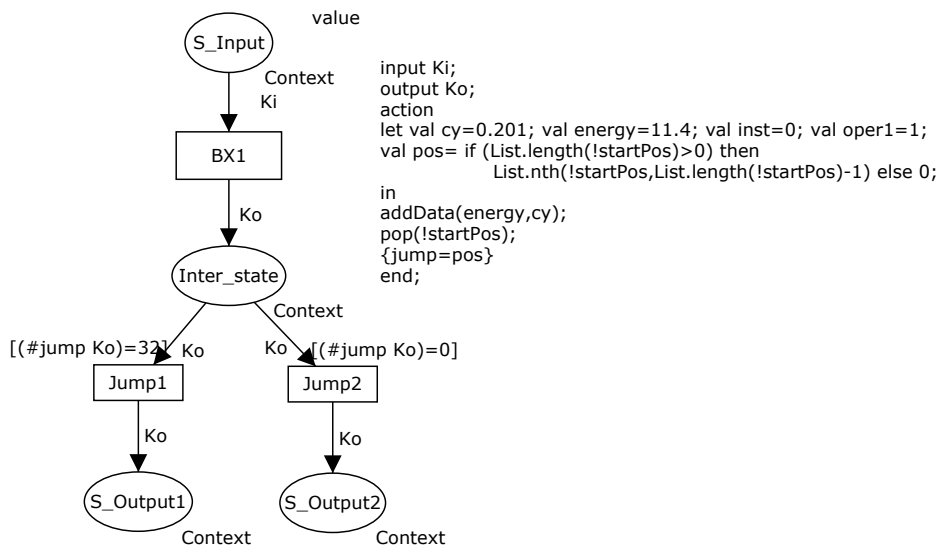 value
S_Input
Context
Ki
input Ki;
output Ko;
action
let val cy=0.201; val energy=11.4; val inst=0; val oper1=1;
val pos= if (List.length(!startPos)>0) then
List.nth(!startPos,List.length(!startPos)-1) else 0;
in
addData(energy,cy);
pop(!startPos);
{jump=pos}
end;
BX1
Ko
Inter_state
Context
[(#jump Ko)=32]
Ko
Ko
[(#jump Ko)=0]
Jump1
Jump2
Ko
Ko
S_Output1
S_Output2
Context
Context